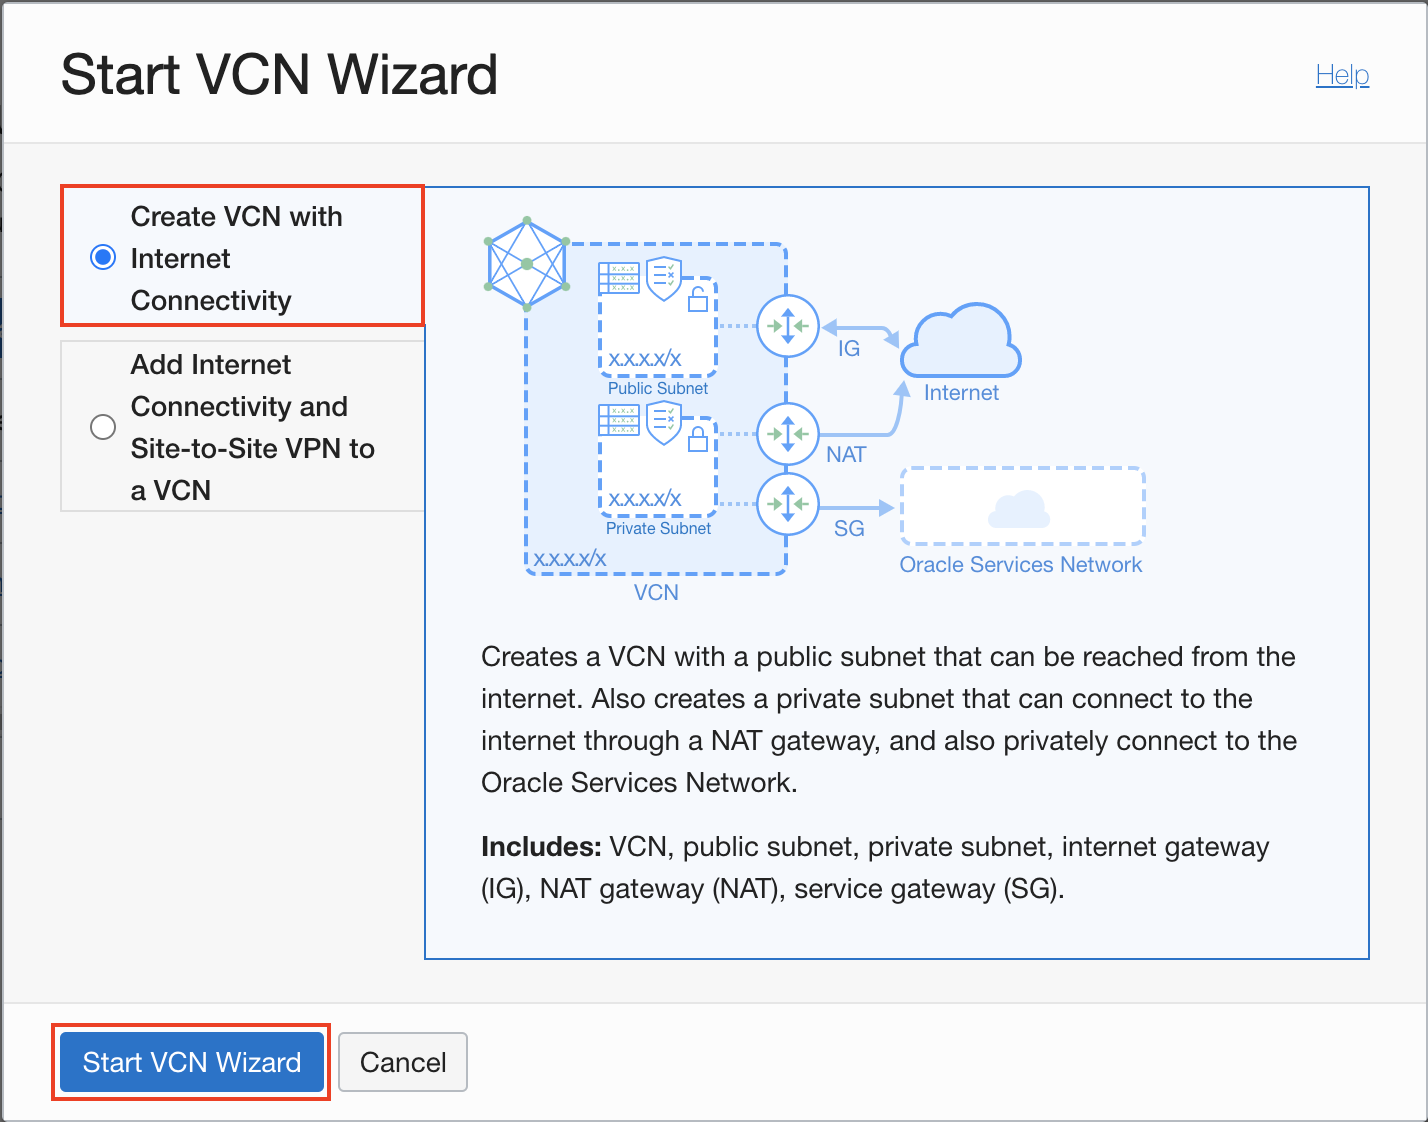 Start VCN Wizard
Help
Create VCN with
Internet
Connectivity
Add Internet
Connectivity and
Site-to-Site VPN to
a VCN
x.x.x
x.x.x
x.x.x
x.x.x.x/x
Public Subnet
x.x.x
x.x.x
x.x.x
x.x.x.x/x
Private Subnet
x.x.x.x/x
VCN
IG
Internet
NAT
SG
Oracle Services Network
Creates a VCN with a public subnet that can be reached from the
internet. Also creates a private subnet that can connect to the
internet through a NAT gateway, and also privately connect to the
Oracle Services Network.
Includes: VCN, public subnet, private subnet, internet gateway
(IG), NAT gateway (NAT), service gateway (SG).
Start VCN Wizard
Cancel